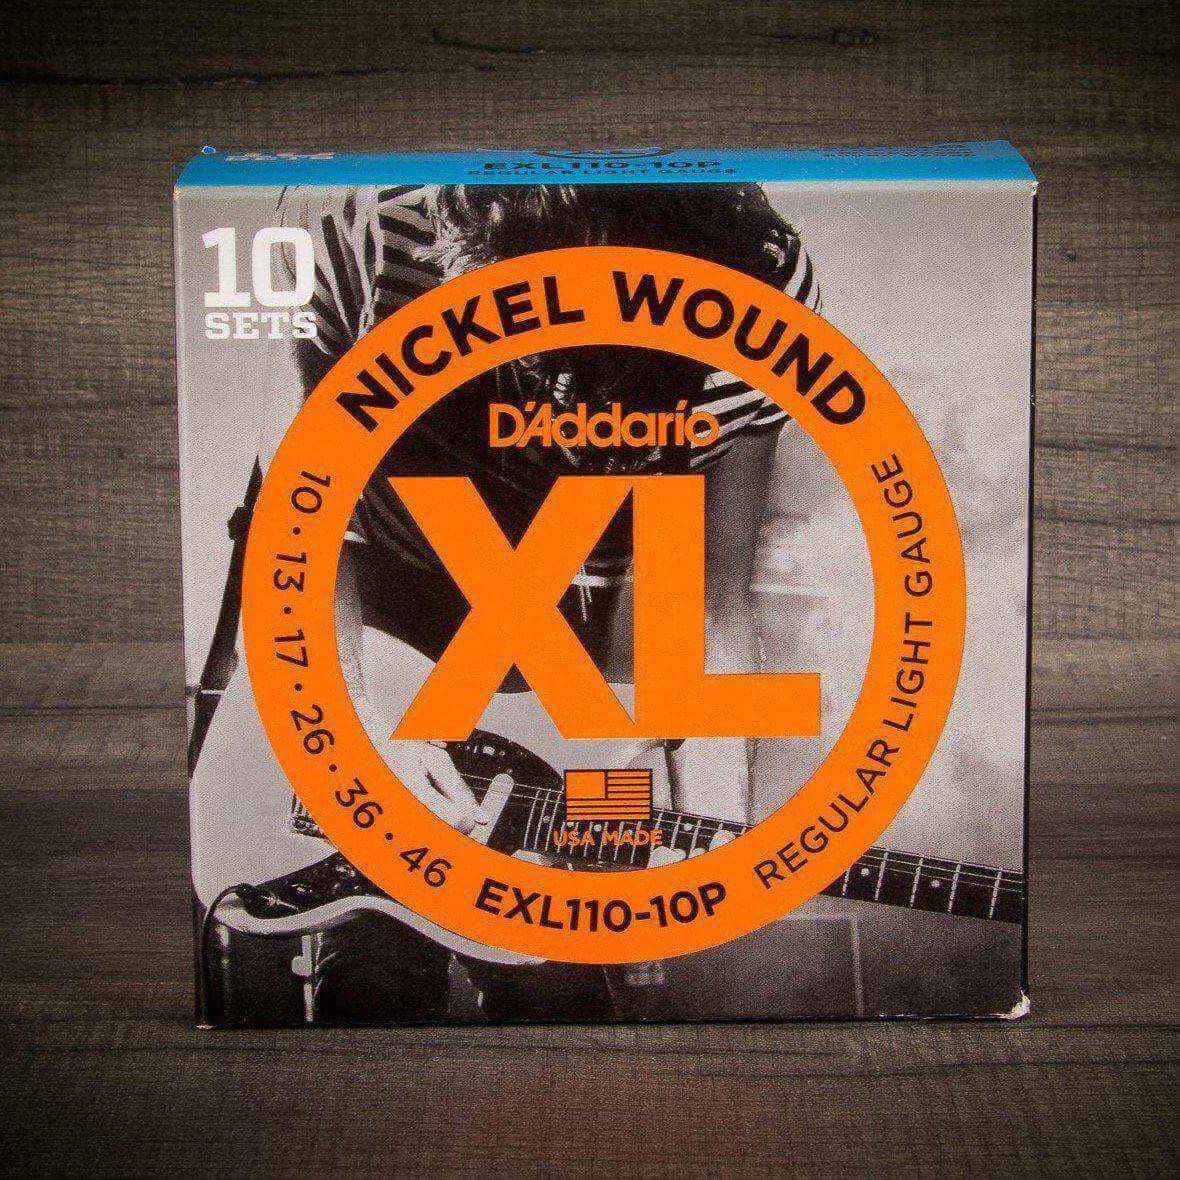 EXL110-10P
REGULAR LIGHT GAUGE
10
SETS
NICKEL WOUND
D'Addario
XL
10 • 13 • 17 • 26 • 36 • 46
REGULAR LIGHT GAUGE
USA MADE
EXL110-10P